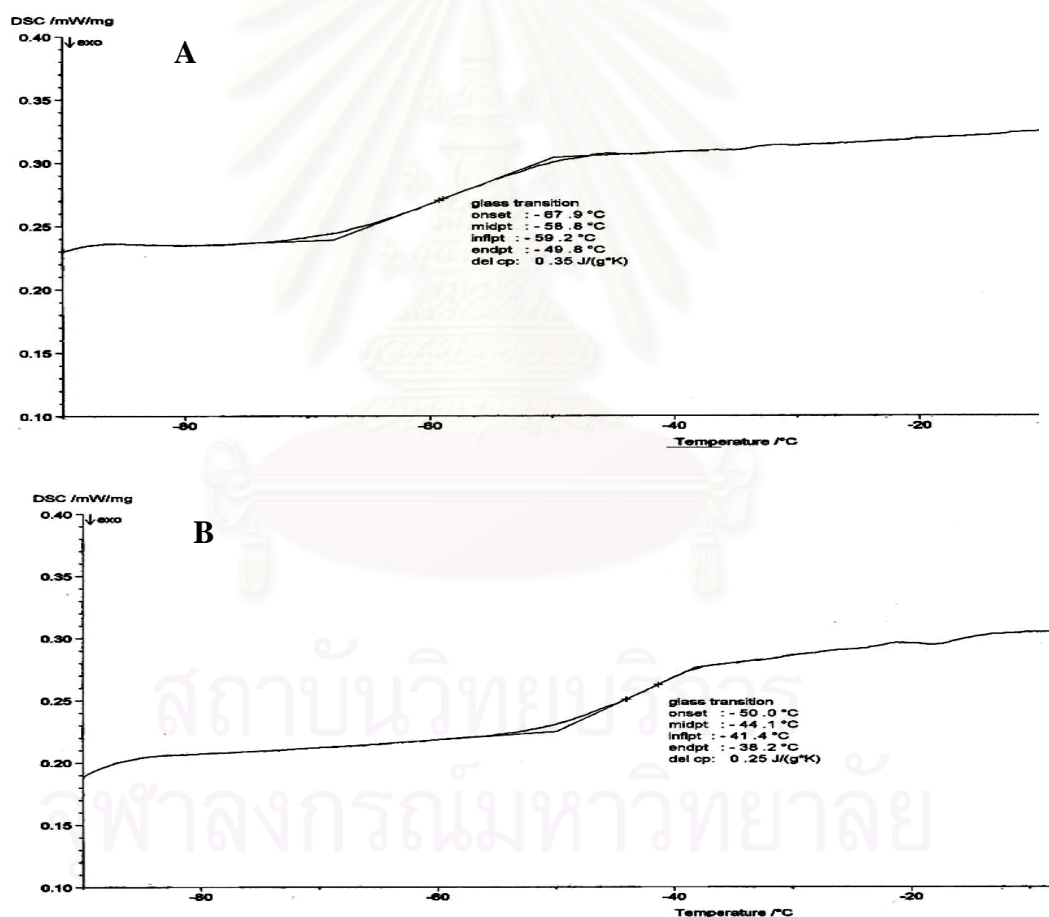 DSC /mW/mg
0.40
↓ exo
A
0.35
0.30
0.25
0.20
0.15
0.10
glass transition
onset : -67.9 °C
midpt : -58.8 °C
inflpt : -59.2 °C
endpt : -49.8 °C
del cp: 0.35 J/(g*K)
-80 -60 -40 -20
Temperature /°C
DSC /mW/mg
0.40
↓ exo
B
0.30
0.25
0.20
0.15
0.10
glass transition
onset : -50.0 °C
midpt : -44.1 °C
inflpt : -41.4 °C
endpt : -38.2 °C
del cp: 0.25 J/(g*K)
-80 -60 -40 -20
Temperature /°C
สถาบันวิทยบริการ
จุฬาลงกรณ์มหาวิทยาลัย